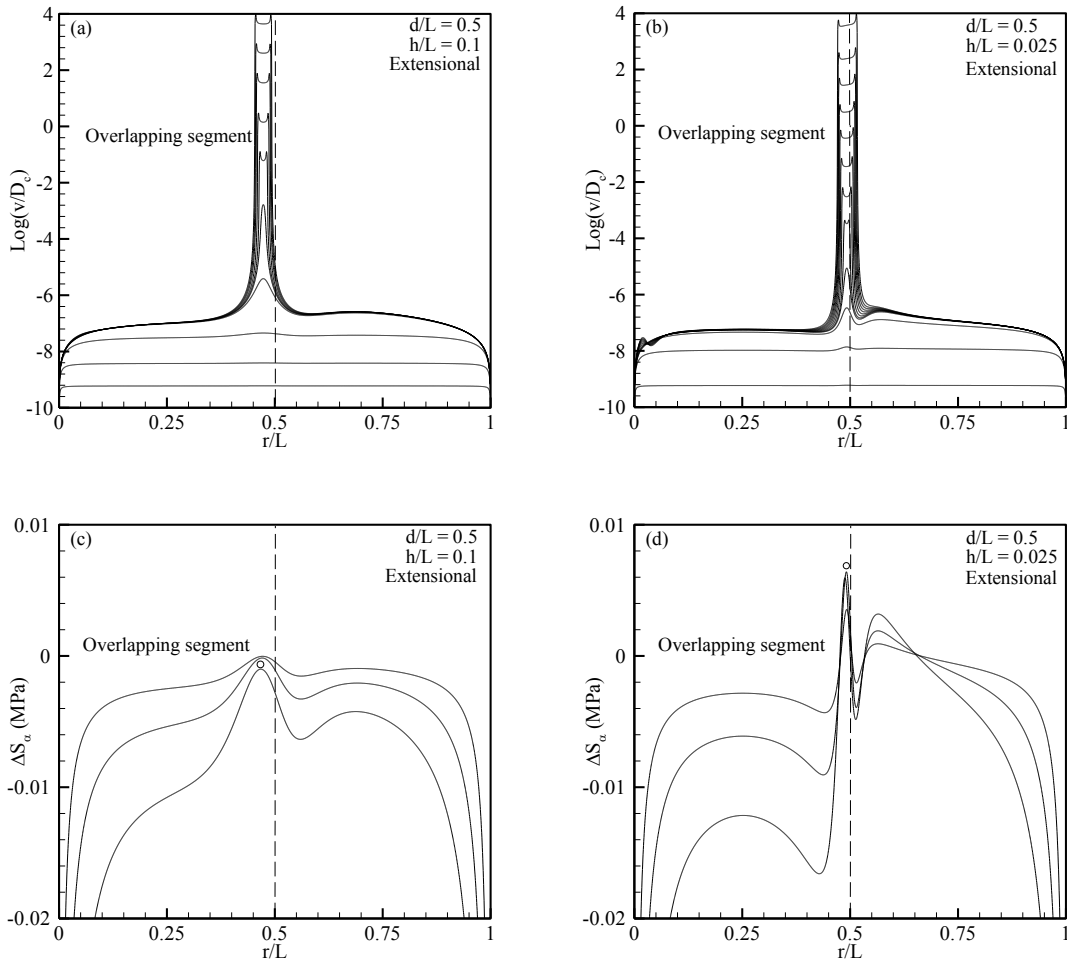 (a)
d/L = 0.5
h/L = 0.1
Extensional
Overlapping segment
Log(v/D_c)
4
2
0
-2
-4
-6
-8
-10
0
0.25
0.5
0.75
1
r/L
(b)
d/L = 0.5
h/L = 0.025
Extensional
Overlapping segment
Log(v/D_c)
4
2
0
-2
-4
-6
-8
-10
0
0.25
0.5
0.75
1
r/L
(c)
d/L = 0.5
h/L = 0.1
Extensional
Overlapping segment
ΔS_α (MPa)
0.01
0
-0.01
-0.02
0
0.25
0.5
0.75
1
r/L
(d)
d/L = 0.5
h/L = 0.025
Extensional
Overlapping segment
ΔS_α (MPa)
0.01
0
-0.01
-0.02
0
0.25
0.5
0.75
1
r/L